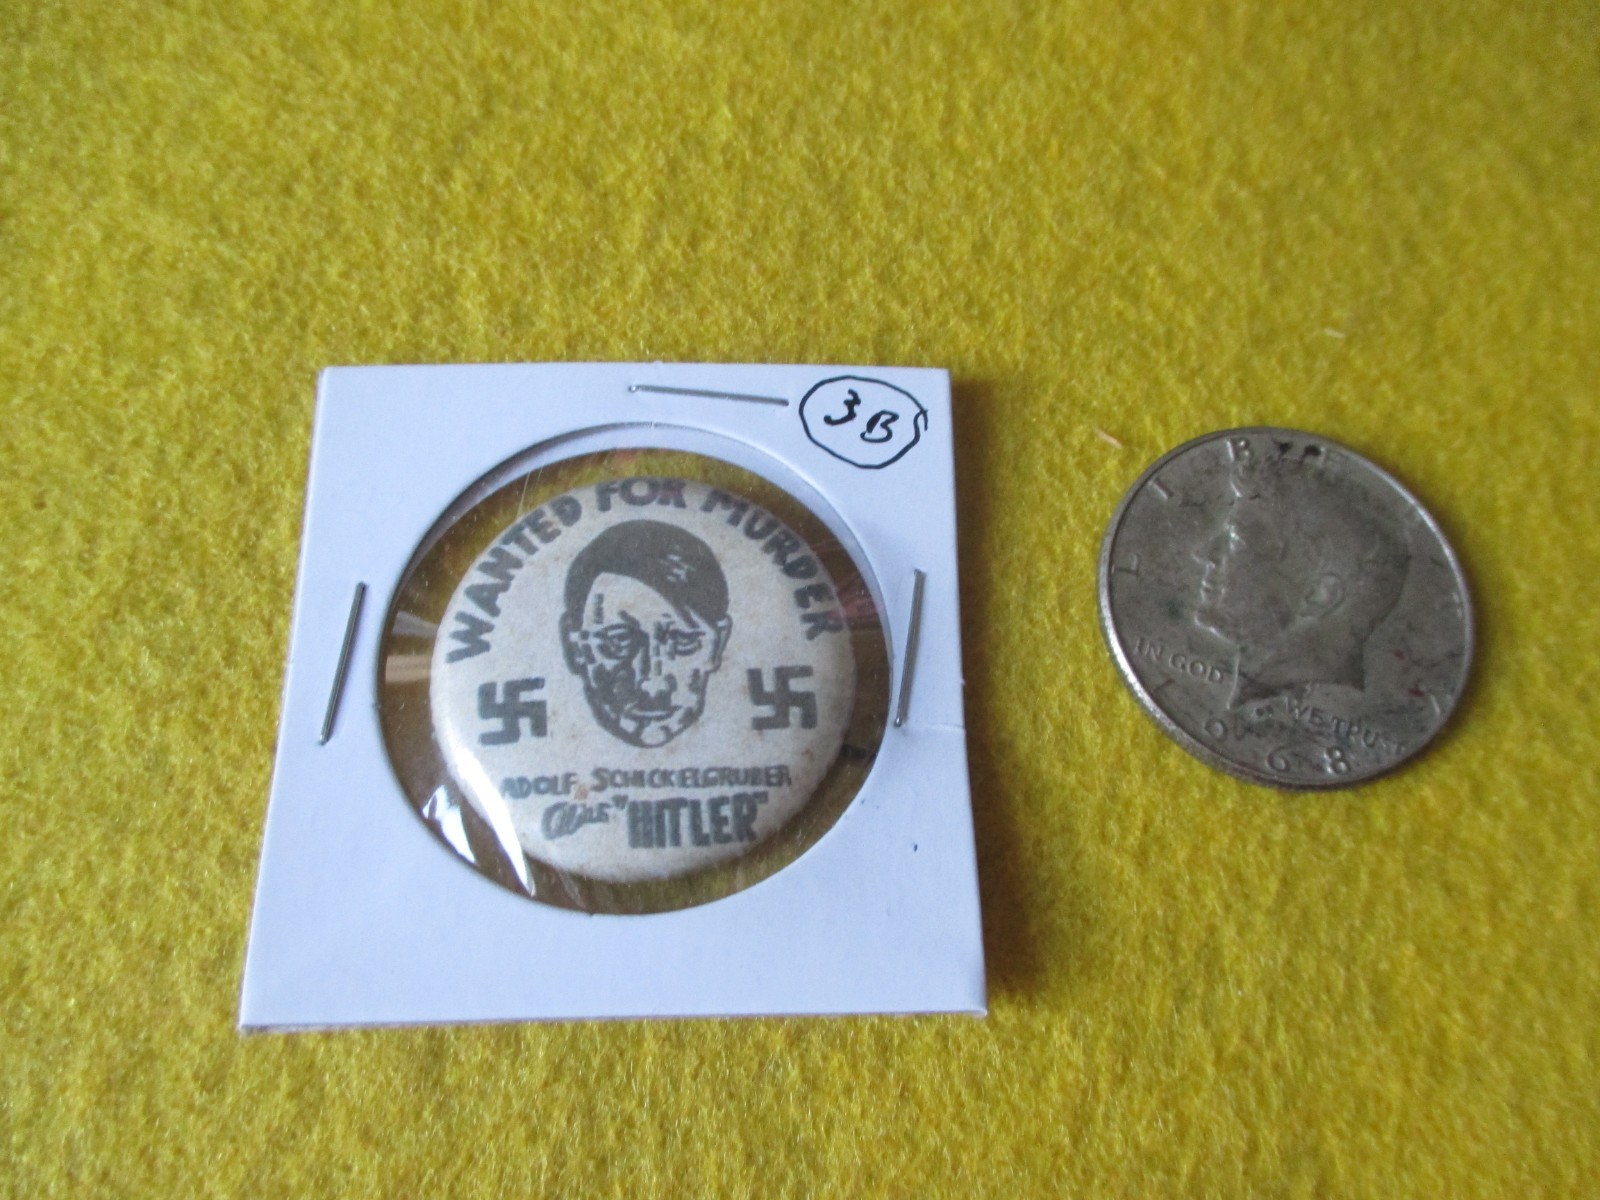 3B
WANTED FOR MURDER
ADOLF SCHICKELGRUBER
Alias "HITLER"
LIBERTY
IN GOD WE TRUST
1968